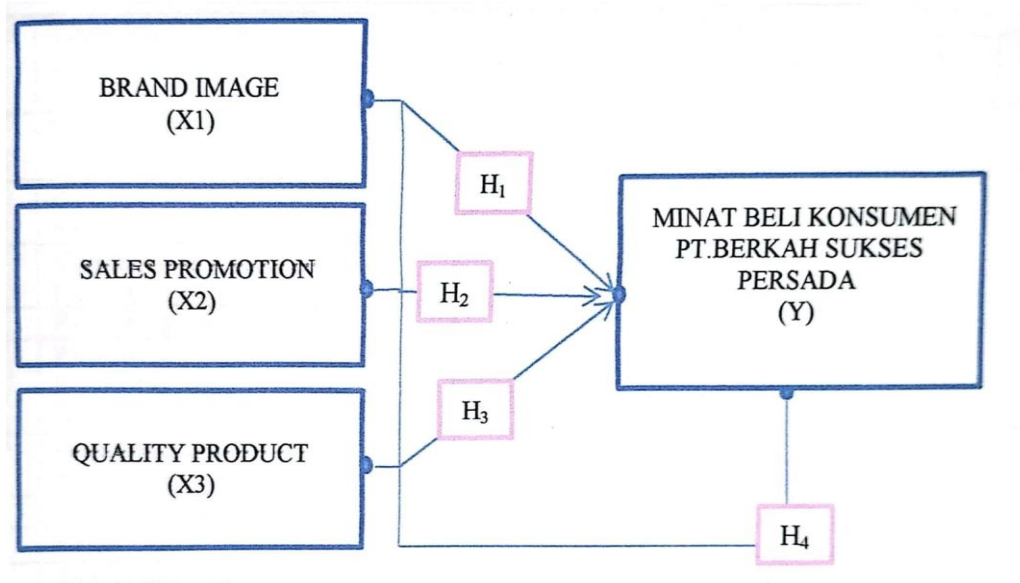 BRAND IMAGE
(X1)
H₁
SALES PROMOTION
(X2)
H₂
MINAT BELI KONSUMEN
PT.BERKAH SUKSES
PERSADA
(Y)
QUALITY PRODUCT
(X3)
H₃
H₄